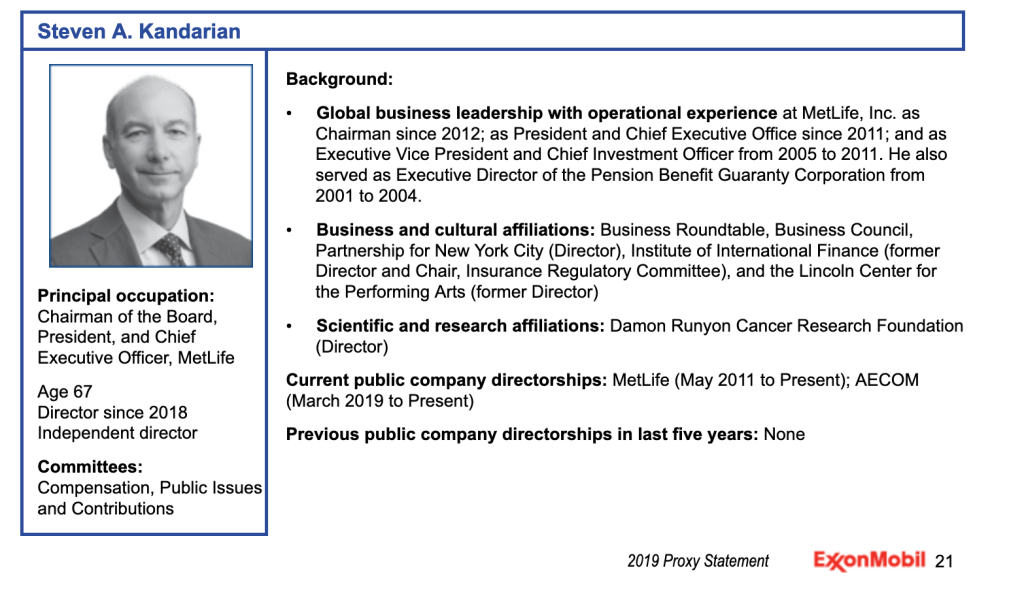 Steven A. Kandarian
Principal occupation:
Chairman of the Board,
President, and Chief
Executive Officer, MetLife
Age 67
Director since 2018
Independent director
Committees:
Compensation, Public Issues
and Contributions
Background:
• Global business leadership with operational experience at MetLife, Inc. as
Chairman since 2012; as President and Chief Executive Office since 2011; and as
Executive Vice President and Chief Investment Officer from 2005 to 2011. He also
served as Executive Director of the Pension Benefit Guaranty Corporation from
2001 to 2004.
• Business and cultural affiliations: Business Roundtable, Business Council,
Partnership for New York City (Director), Institute of International Finance (former
Director and Chair, Insurance Regulatory Committee), and the Lincoln Center for
the Performing Arts (former Director)
• Scientific and research affiliations: Damon Runyon Cancer Research Foundation
(Director)
Current public company directorships: MetLife (May 2011 to Present); AECOM
(March 2019 to Present)
Previous public company directorships in last five years: None
2019 Proxy Statement ExxonMobil 21